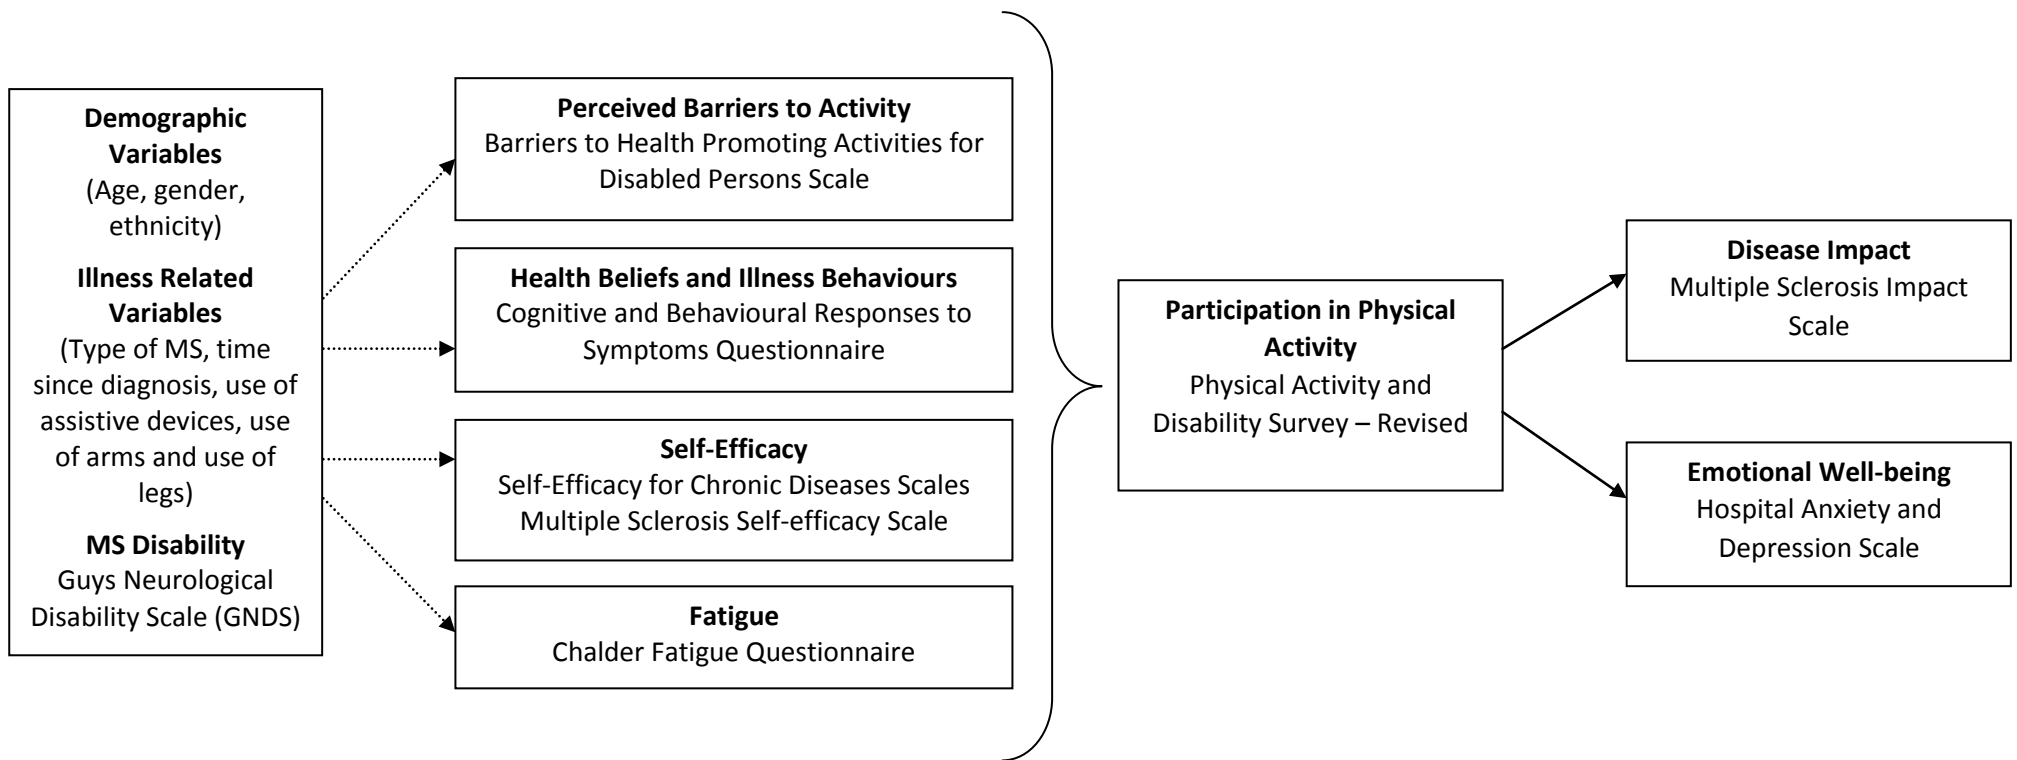 Demographic
Variables
(Age, gender,
ethnicity)
Illness Related
Variables
(Type of MS, time
since diagnosis, use of
assistive devices, use
of arms and use of
legs)
MS Disability
Guys Neurological
Disability Scale (GNDS)
Perceived Barriers to Activity
Barriers to Health Promoting Activities for
Disabled Persons Scale
Health Beliefs and Illness Behaviours
Cognitive and Behavioural Responses to
Symptoms Questionnaire
Self-Efficacy
Self-Efficacy for Chronic Diseases Scales
Multiple Sclerosis Self-efficacy Scale
Fatigue
Chalder Fatigue Questionnaire
Participation in Physical
Activity
Physical Activity and
Disability Survey – Revised
Disease Impact
Multiple Sclerosis Impact
Scale
Emotional Well-being
Hospital Anxiety and
Depression Scale